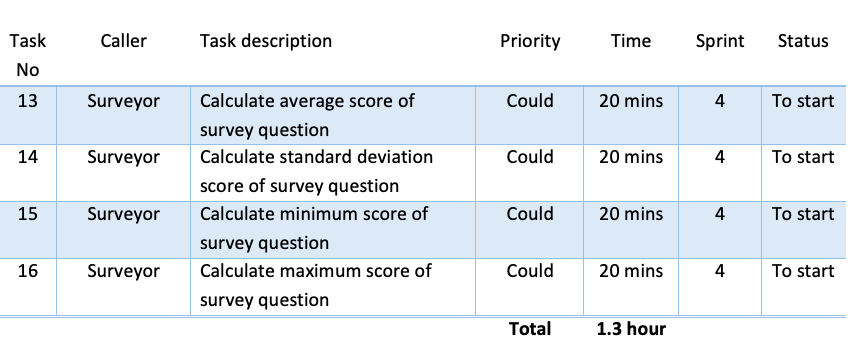 Task Caller Task description Priority Time Sprint Status
No
13 Surveyor Calculate average score of Could 20 mins 4 To start
survey question
14 Surveyor Calculate standard deviation Could 20 mins 4 To start
score of survey question
15 Surveyor Calculate minimum score of Could 20 mins 4 To start
survey question
16 Surveyor Calculate maximum score of Could 20 mins 4 To start
survey question
Total 1.3 hour